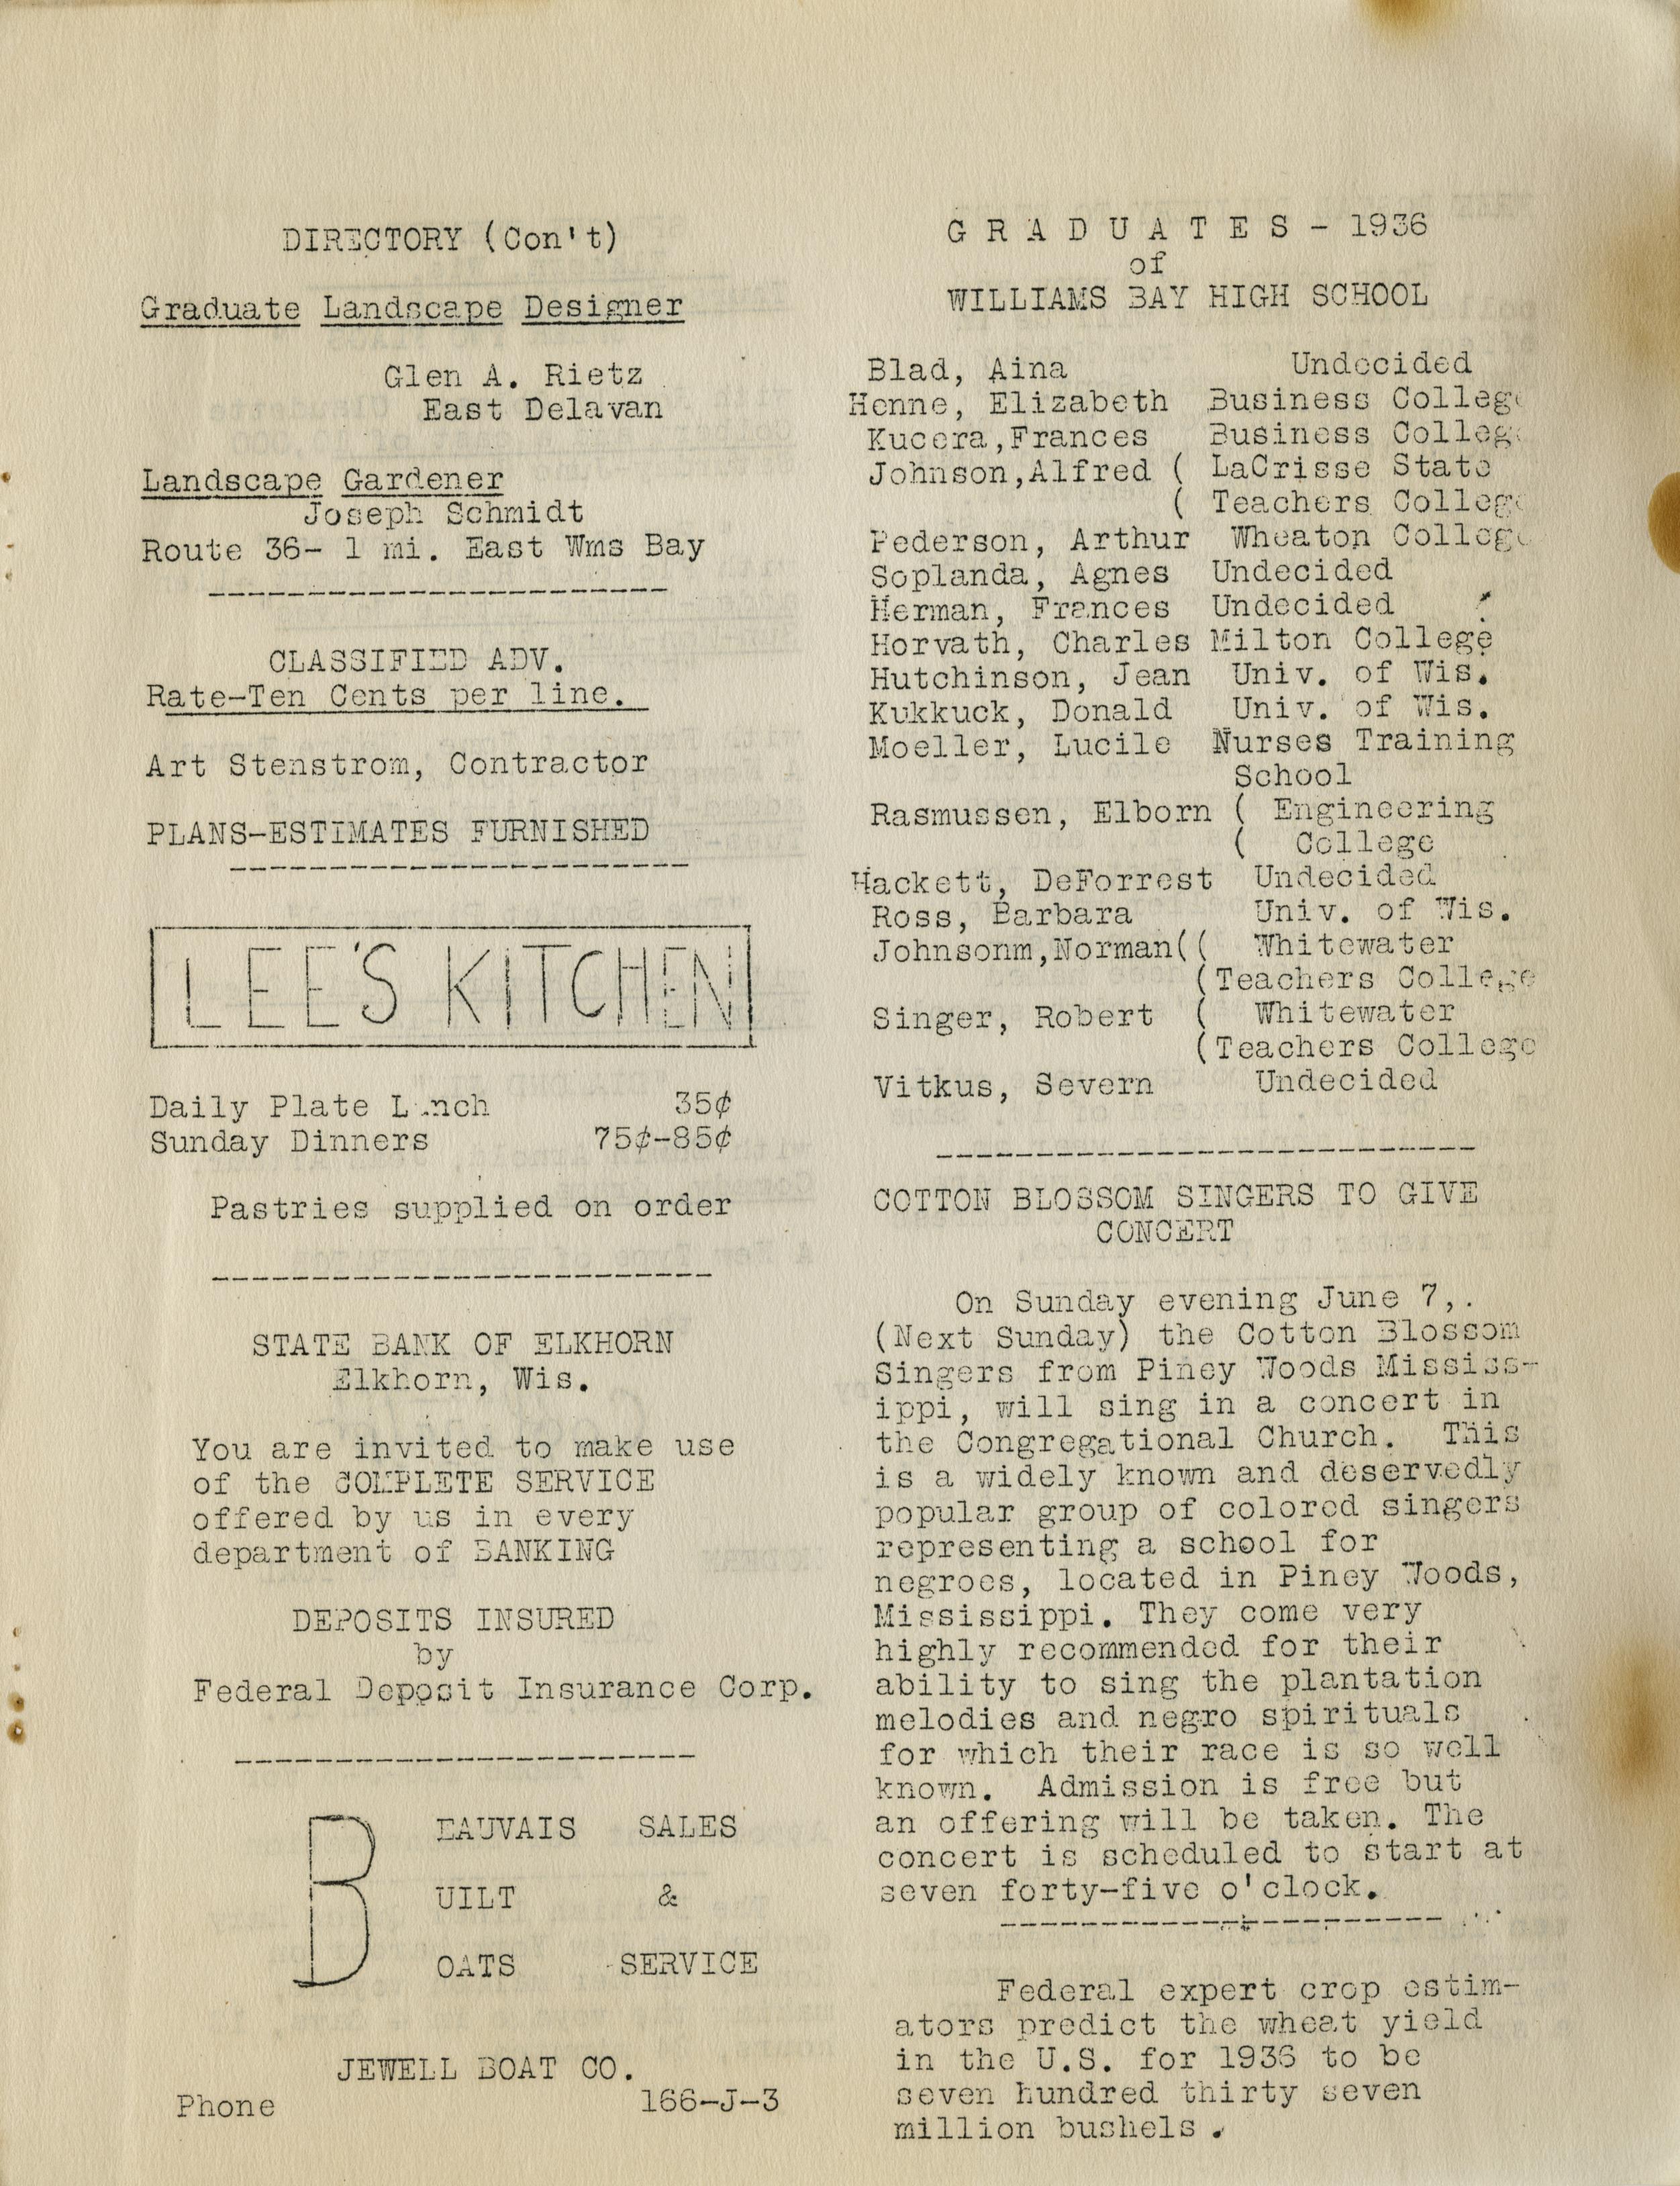 DIRECTORY (Con't)
Graduate Landscape Designer
Glen A. Rietz
East Delavan
Landscape Gardener
Joseph Schmidt
Route 36- 1 mi. East Wms Bay
-----------------------
CLASSIFIED ADV.
Rate-Ten Cents per line.
Art Stenstrom, Contractor
PLANS-ESTIMATES FURNISHED
-----------------------
LEE'S KITCHEN
Daily Plate L nch 35¢
Sunday Dinners 75¢-85¢
Pastries supplied on order
-------------------------
STATE BANK OF ELKHORN
Elkhorn, Wis.
You are invited to make use
of the COMPLETE SERVICE
offered by us in every
department of BANKING
DEPOSITS INSURED
by
Federal Deposit Insurance Corp.
-----------------------
B EAUVAIS SALES
UILT &
OATS SERVICE
JEWELL BOAT CO.
Phone 166-J-3
G R A D U A T E S - 1936
of
WILLIAMS BAY HIGH SCHOOL
Blad, Aina Undecided
Henne, Elizabeth Business College
Kucera,Frances Business College
Johnson,Alfred ( LaCrisse State
( Teachers College
Pederson, Arthur Wheaton College
Soplanda, Agnes Undecided
Herman, Frances Undecided
Horvath, Charles Milton College
Hutchinson, Jean Univ. of Wis.
Kukkuck, Donald Univ. of Wis.
Moeller, Lucile Nurses Training
School
Rasmussen, Elborn ( Engineering
( College
Hackett, DeForrest Undecided
Ross, Barbara Univ. of Wis.
Johnsonm,Norman(( Whitewater
(Teachers College
Singer, Robert ( Whitewater
(Teachers College
Vitkus, Severn Undecided
---------------------------
COTTON BLOSSOM SINGERS TO GIVE
CONCERT
On Sunday evening June 7,.
(Next Sunday) the Cotton Blossom
Singers from Piney Woods Mississ-
ippi, will sing in a concert in
the Congregational Church. This
is a widely known and deservedly
popular group of colored singers
representing a school for
negroes, located in Piney Woods,
Mississippi. They come very
highly recommended for their
ability to sing the plantation
melodies and negro spirituals
for which their race is so well
known. Admission is free but
an offering will be taken. The
concert is scheduled to start at
seven forty-five o'clock.
----------------------
Federal expert crop estim-
ators predict the wheat yield
in the U.S. for 1936 to be
seven hundred thirty seven
million bushels.